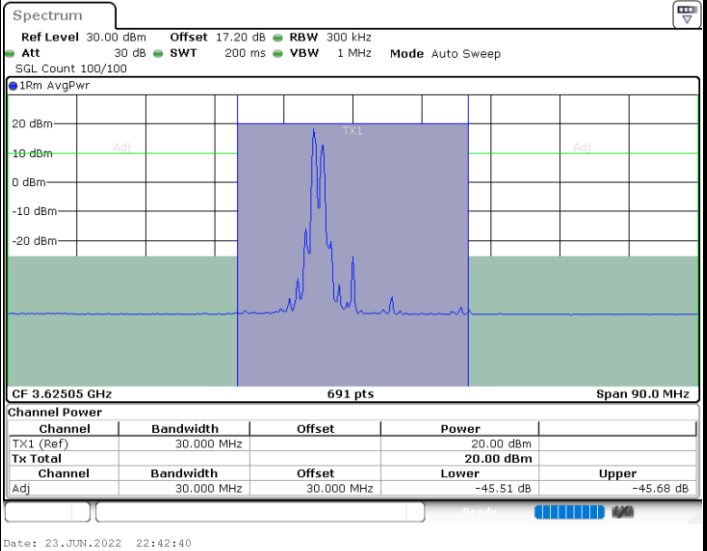 Spectrum
Ref Level 30.00 dBm Offset 17.20 dB RBW 300 kHz
Att 30 dB SWT 200 ms VBW 1 MHz Mode Auto Sweep
SGL Count 100/100
1Rm AvgPwr
20 dBm
TX1
Adj Adj
10 dBm
0 dBm
-10 dBm
-20 dBm
CF 3.62505 GHz 691 pts Span 90.0 MHz
Channel Power
Channel Bandwidth Offset Power
TX1 (Ref) 30.000 MHz 20.00 dBm
Tx Total 20.00 dBm
Channel Bandwidth Offset Lower Upper
Adj 30.000 MHz 30.000 MHz -45.51 dB -45.68 dB
Ready
Date: 23.JUN.2022 22:42:40